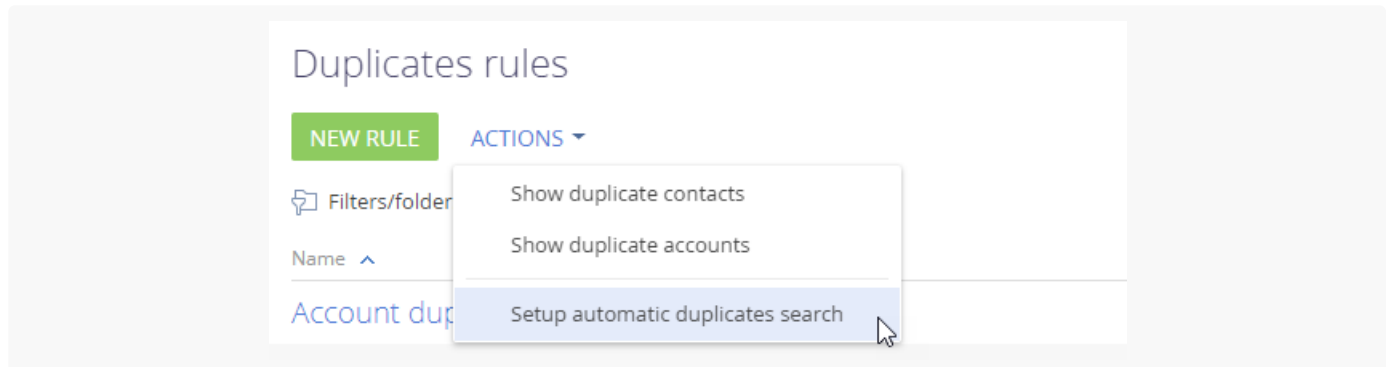 Duplicates rules
NEW RULE ACTIONS
Show duplicate contacts
Filters/folder
Show duplicate accounts
Name
Setup automatic duplicates search
Account dup